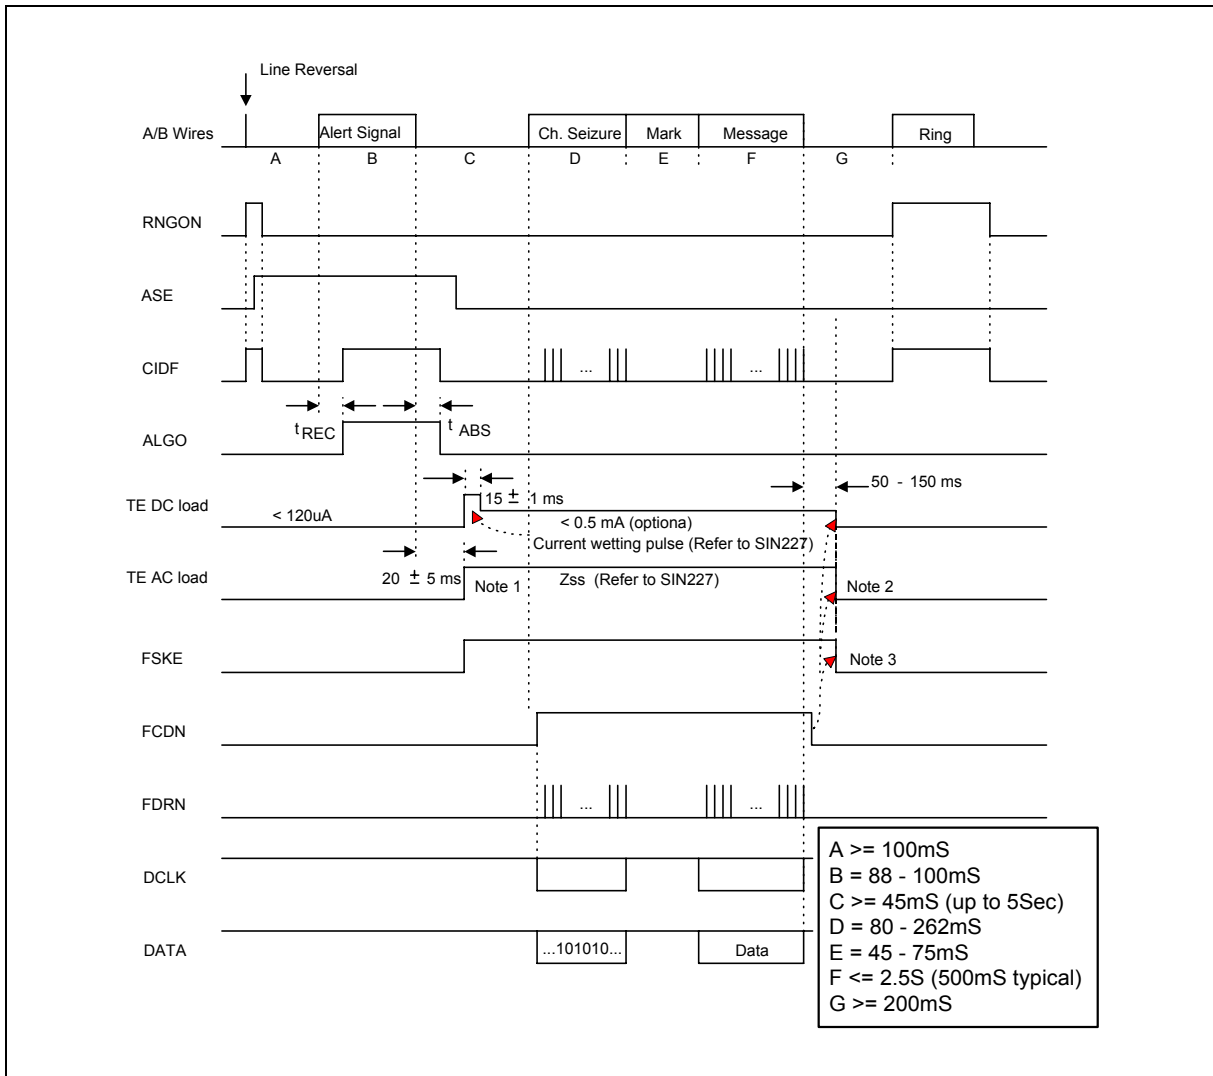 Line Reversal
A/B Wires
Alert Signal
Ch. Seizure
Mark
Message
Ring
A
B
C
D
E
F
G
RNGON
ASE
CIDF
...
...
tREC
tABS
ALGO
50 - 150 ms
TE DC load
15 ± 1 ms
< 120uA
< 0.5 mA (optiona)
Current wetting pulse (Refer to SIN227)
TE AC load
20 ± 5 ms
Note 1
Zss (Refer to SIN227)
Note 2
FSKE
Note 3
FCDN
FDRN
...
...
DCLK
DATA
...101010...
Data
A >= 100mS
B = 88 - 100mS
C >= 45mS (up to 5Sec)
D = 80 - 262mS
E = 45 - 75mS
F <= 2.5S (500mS typical)
G >= 200mS